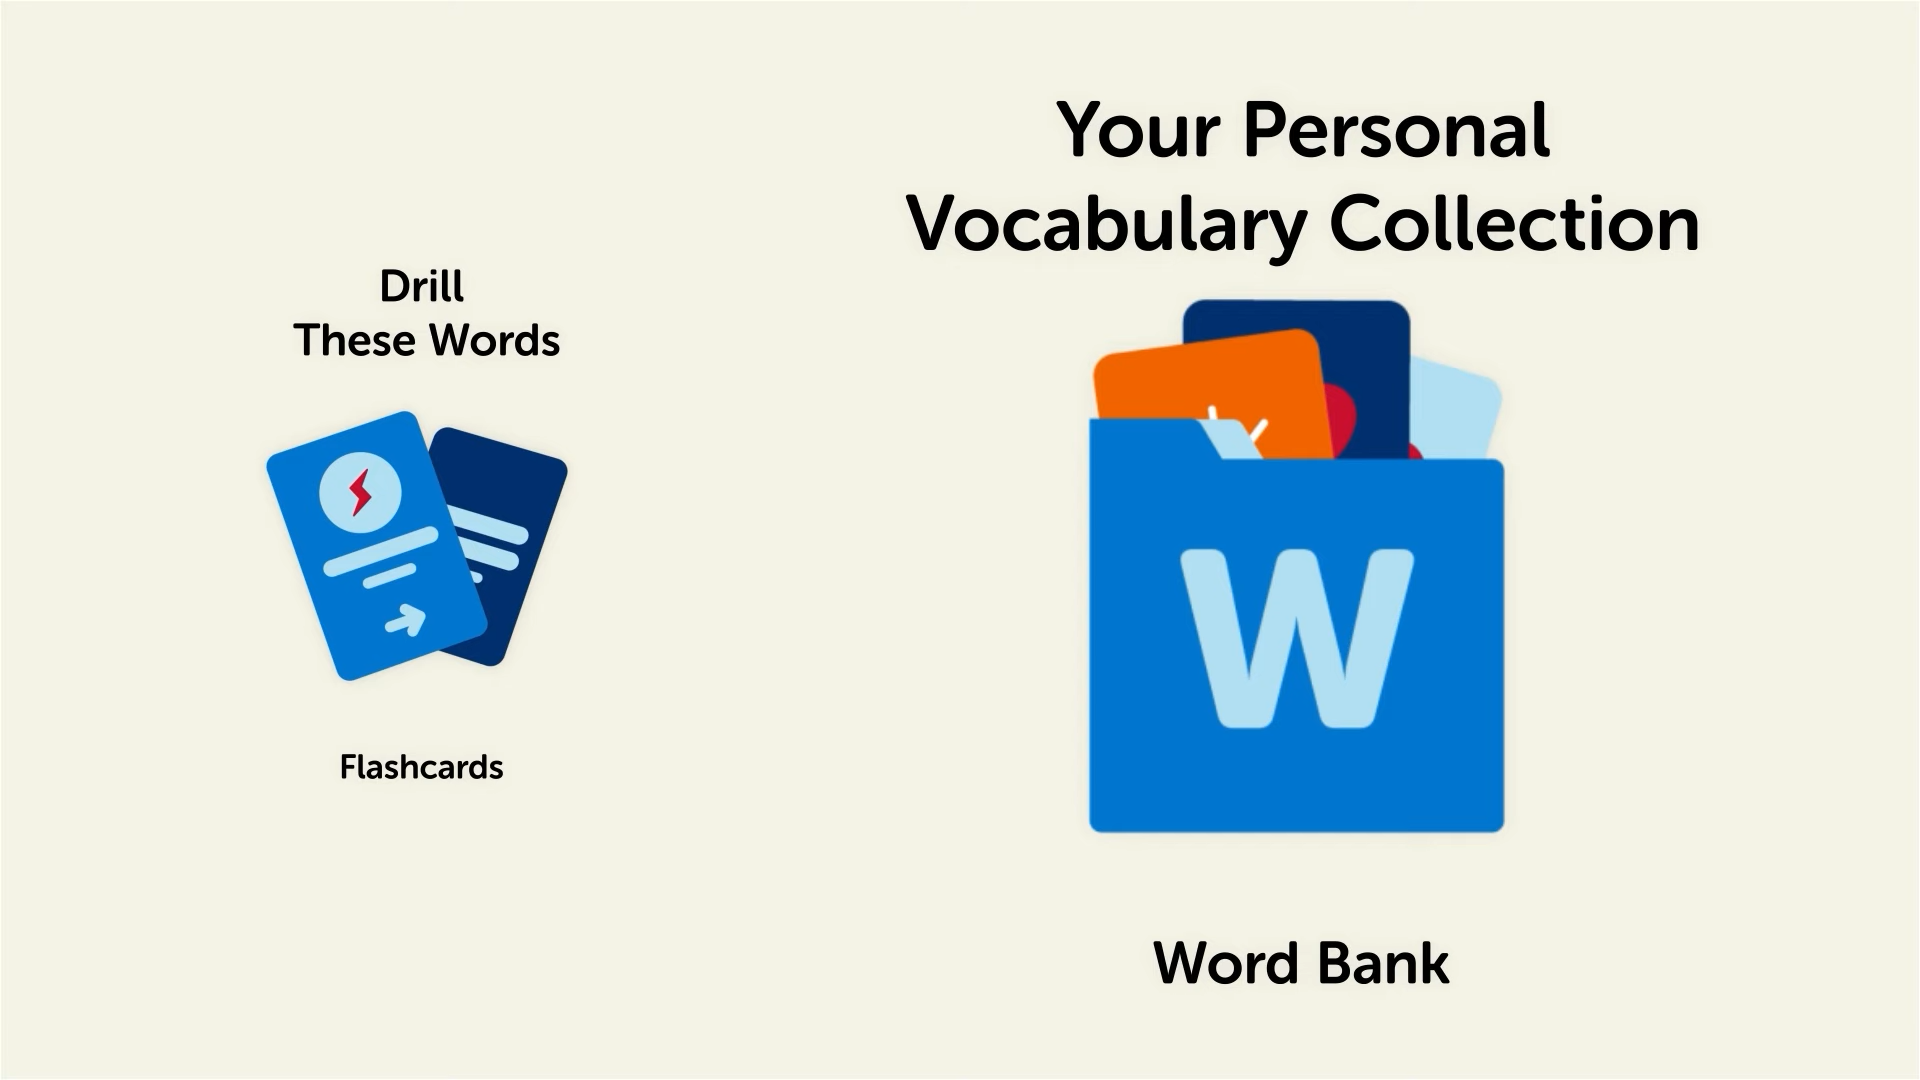 Drill
These Words
Flashcards
Your Personal
Vocabulary Collection
W
Word Bank